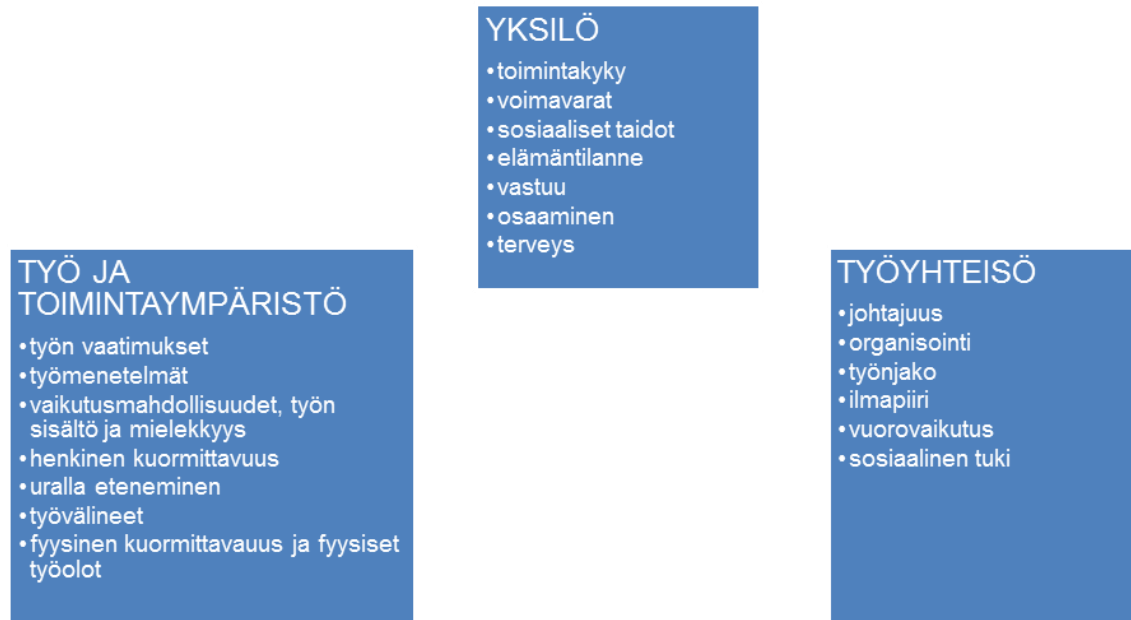 YKSILÖ
•toimintakyky
•voimavarat
•sosiaaliset taidot
•elämäntilanne
•vastuu
•osaaminen
•terveys
TYÖ JA
TOIMINTAYMPÄRISTÖ
•työn vaatimukset
•työmenetelmät
•vaikutusmahdollisuudet, työn
sisältö ja mielekkyys
•henkinen kuormittavuus
•uralla eteneminen
•työvälineet
•fyysinen kuormittavauus ja fyysiset
työolot
TYÖYHTEISÖ
•johtajuus
•organisointi
•työnjako
•ilmapiiri
•vuorovaikutus
•sosiaalinen tuki